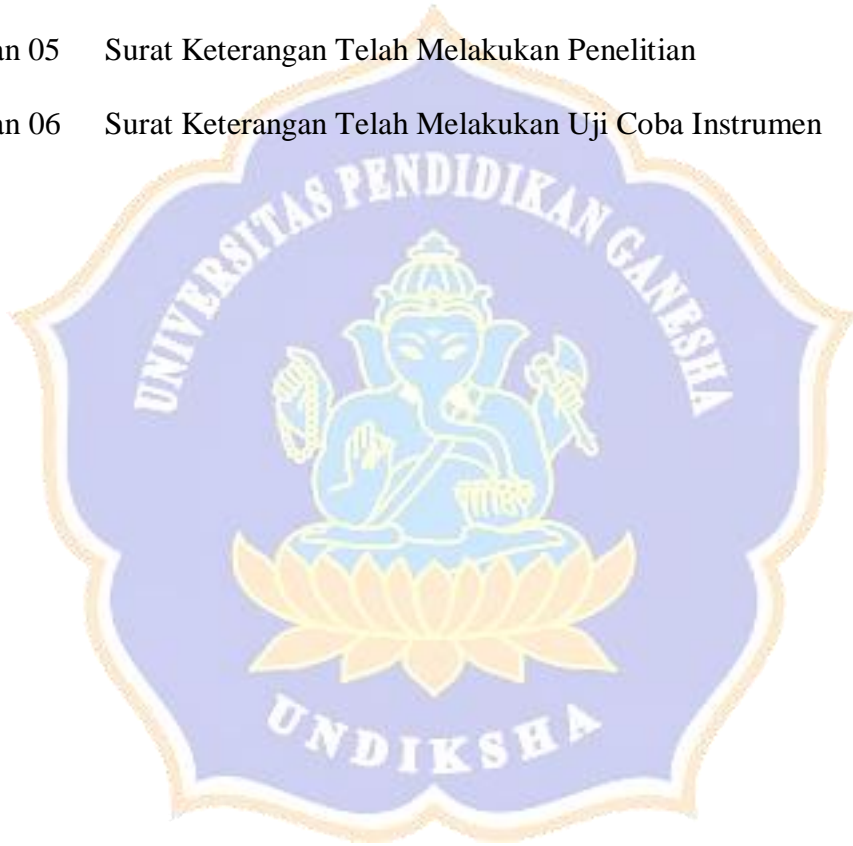 an 05 Surat Keterangan Telah Melakukan Penelitian
an 06 Surat Keterangan Telah Melakukan Uji Coba Instrumen
UNIVERSITAS PENDIDIKAN GANESHA
UNDIKSHA